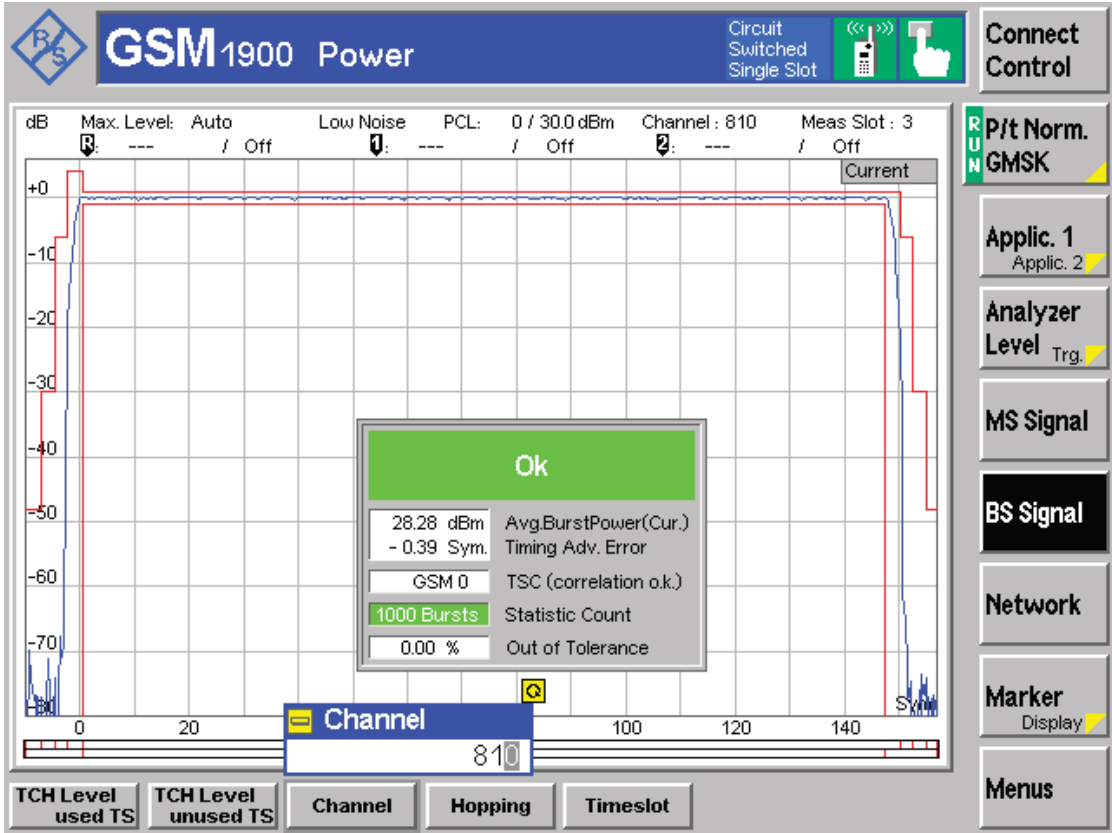 R/S
GSM 1900 Power
Circuit
Switched
Single Slot
Connect
Control
dB Max. Level: Auto Low Noise PCL: 0 / 30.0 dBm Channel : 810 Meas Slot : 3
R: --- / Off 1: --- / Off 2: --- / Off
RUN
P/t Norm.
GMSK
Current
+0
-10
-20
-30
-40
-50
-60
-70
-80
Applic. 1
Applic. 2
Analyzer
Level Trg.
MS Signal
BS Signal
Network
Marker
Display
Menus
Ok
28.28 dBm Avg.BurstPower(Cur.)
- 0.39 Sym. Timing Adv. Error
GSM 0 TSC (correlation o.k.)
1000 Bursts Statistic Count
0.00 % Out of Tolerance
0 20 100 120 140
Channel
810
TCH Level
used TS
TCH Level
unused TS
Channel
Hopping
Timeslot